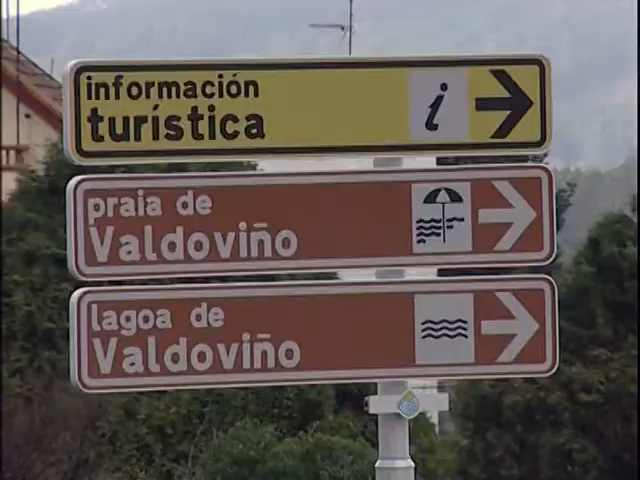 información
turística
i
praia de
Valdoviño
lagoa de
Valdoviño